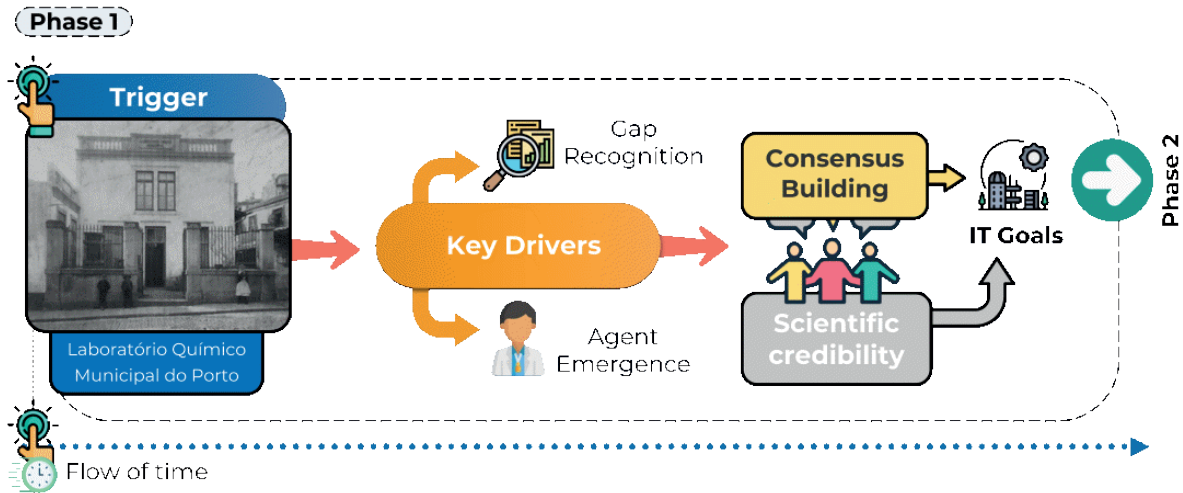 Phase 1
Trigger
Laboratório Químico
Municipal do Porto
Gap
Recognition
Key Drivers
Agent
Emergence
Consensus
Building
Scientific
credibility
IT Goals
Phase 2
Flow of time